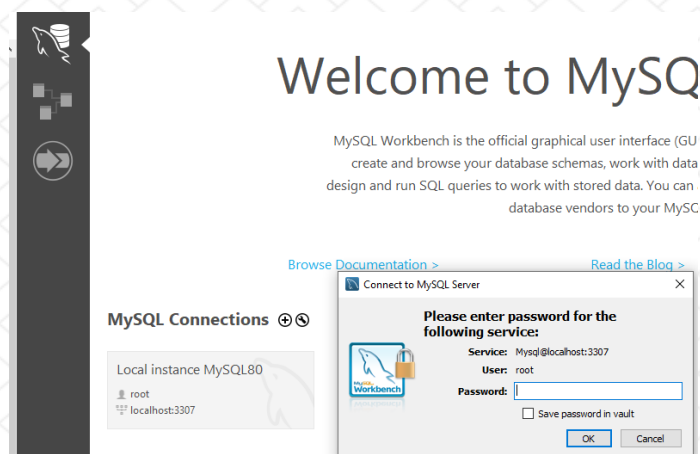 Welcome to MySQ
MySQL Workbench is the official graphical user interface (GU
create and browse your database schemas, work with data
design and run SQL queries to work with stored data. You can
database vendors to your MySQ
Browse Documentation >
Read the Blog >
MySQL Connections
Local instance MySQL80
root
localhost:3307
Connect to MySQL Server
Please enter password for the
following service:
Service: Mysql@localhost:3307
User: root
Password:
MySQL
Workbench
Save password in vault
OK
Cancel